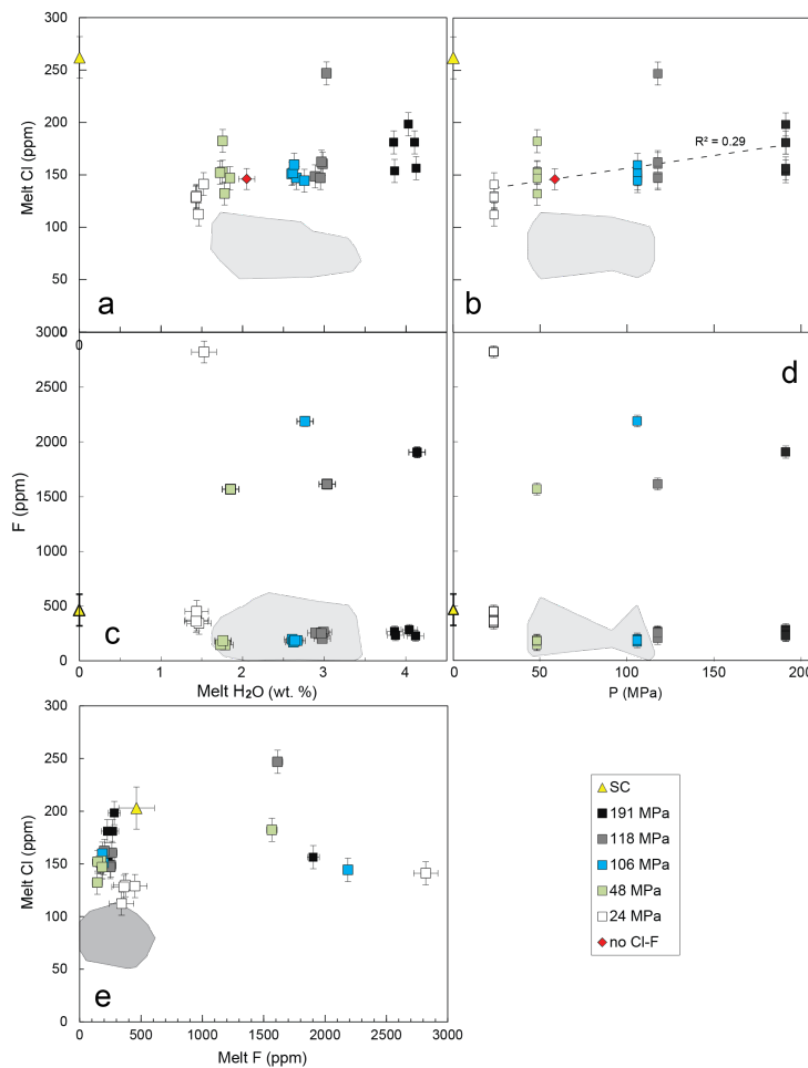 300
250
200
150
100
50
Melt Cl (ppm)
a
R² = 0.29
b
3000
0
2500
2000
1500
1000
500
0
F (ppm)
c
d
1 2 3 4
0 50 100 150 200
Melt H₂O (wt. %)
P (MPa)
300
250
200
150
100
50
0
Melt Cl (ppm)
e
0 500 1000 1500 2000 2500 3000
Melt F (ppm)
SC
191 MPa
118 MPa
106 MPa
48 MPa
24 MPa
no Cl-F